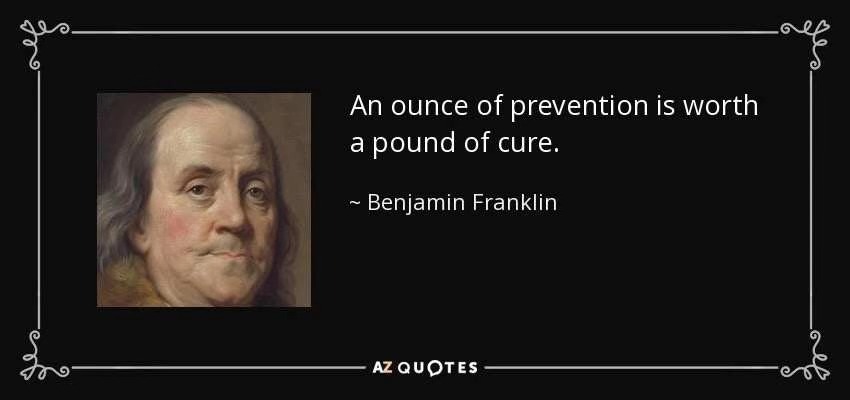 An ounce of prevention is worth
a pound of cure.
~ Benjamin Franklin
AZ QUOTES